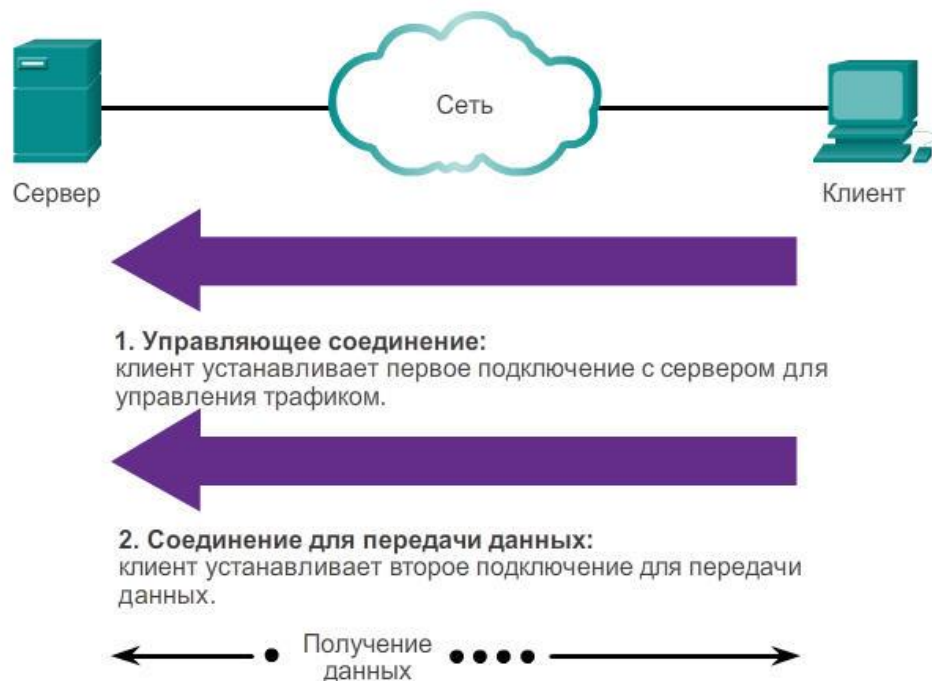 Сеть
Сервер
Клиент
1. Управляющее соединение:
клиент устанавливает первое подключение с сервером для
управления трафиком.
2. Соединение для передачи данных:
клиент устанавливает второе подключение для передачи
данных.
Получение
данных